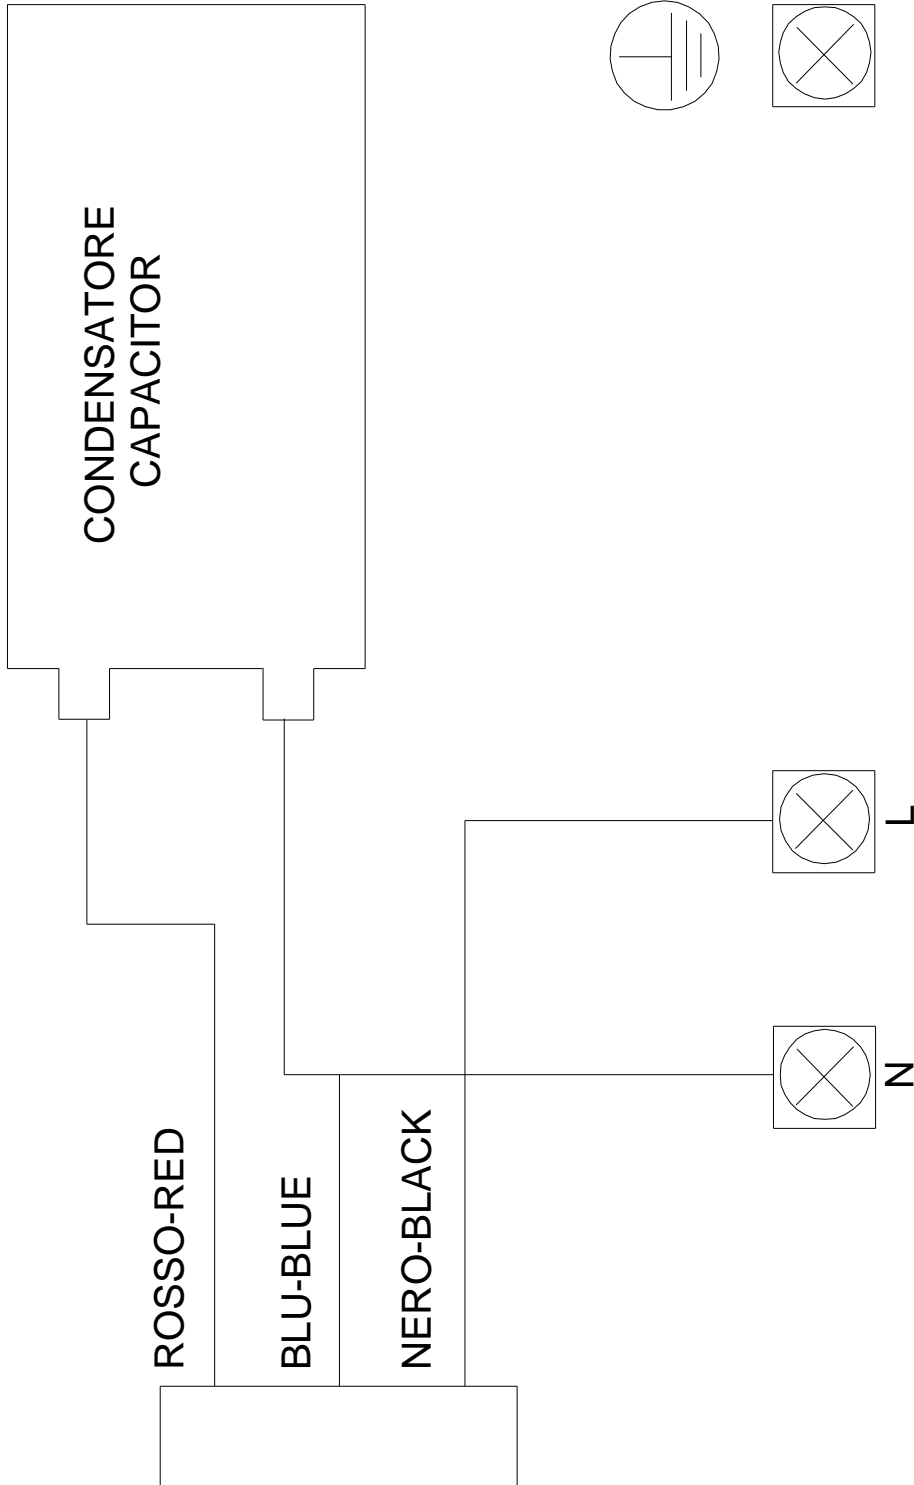 CONDENSATORE
CAPACITOR
ROSSO-RED
BLU-BLUE
NERO-BLACK
N
L